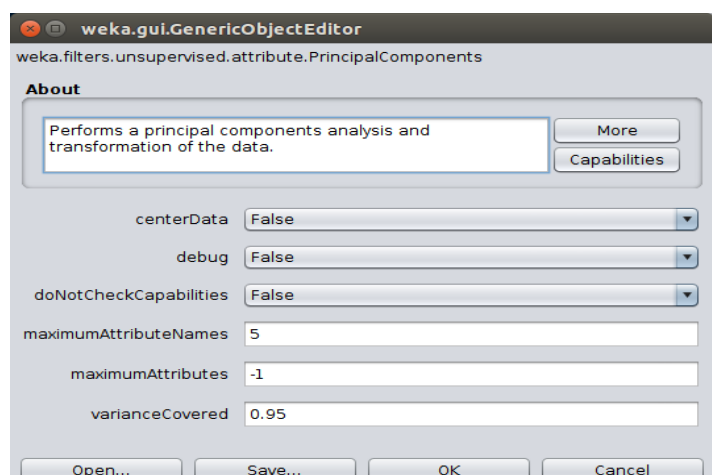 weka.gui.GenericObjectEditor
weka.filters.unsupervised.attribute.PrincipalComponents
About
Performs a principal components analysis and
transformation of the data.
More
Capabilities
centerData False
debug False
doNotCheckCapabilities False
maximumAttributeNames 5
maximumAttributes -1
varianceCovered 0.95
Open... Save... OK Cancel